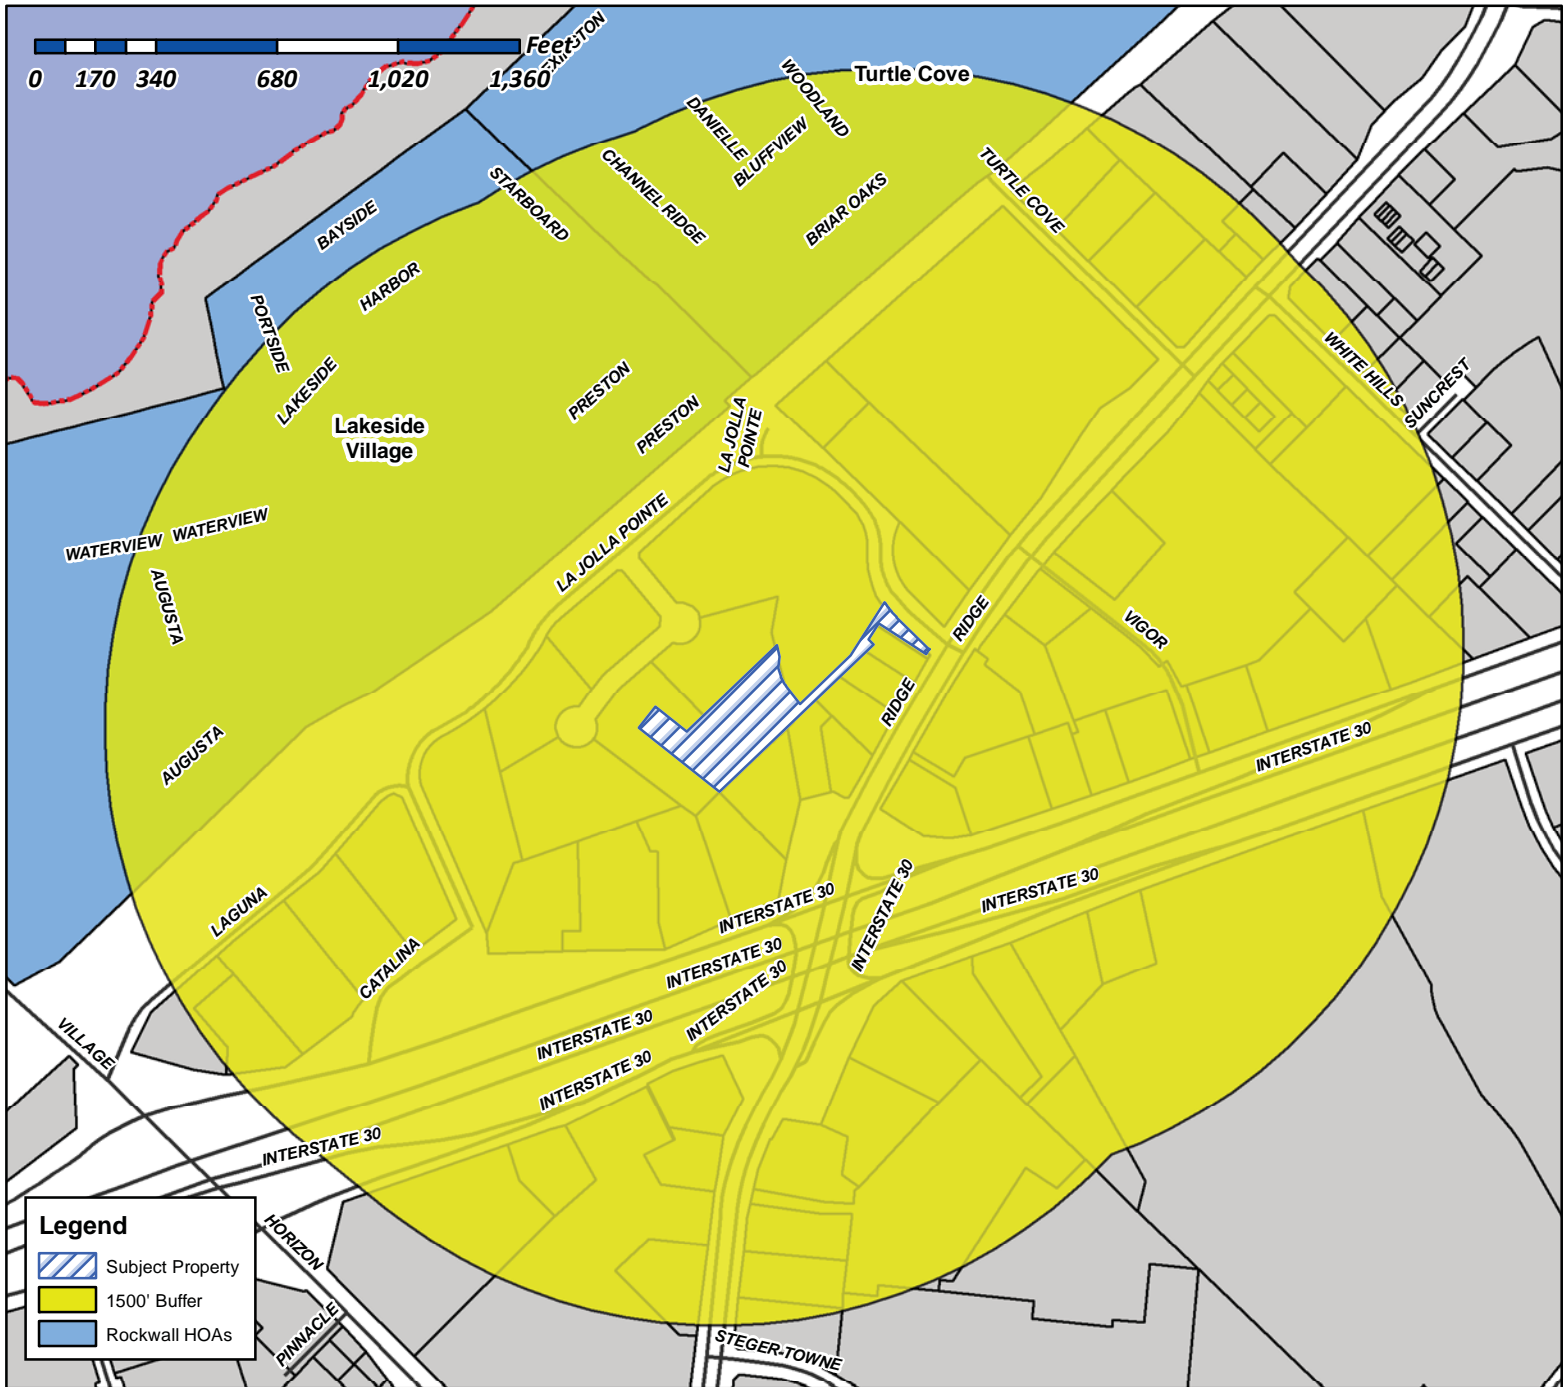 Feet
0 170 340 680 1,020 1,360
WOODLAND
Turtle Cove
DANIELLE
BLUFFVIEW
CHANNEL RIDGE
TURTLE COVE
STARBOARD
BRIAR OAKS
BAYSIDE
HARBOR
PORTSIDE
LAKESIDE
WHITE HILLS
SUNCREST
PRESTON
PRESTON
Lakeside
Village
LA JOLLA
POINTE
WATERVIEW
WATERVIEW
LA JOLLA POINTE
AUGUSTA
RIDGE
VIGOR
RIDGE
AUGUSTA
INTERSTATE 30
INTERSTATE 30
INTERSTATE 30
INTERSTATE 30
LAGUNA
CATALINA
INTERSTATE 30
INTERSTATE 30
INTERSTATE 30
INTERSTATE 30
VILLAGE
INTERSTATE 30
HORIZON
PINNACLE
STEGER-TOWNE
Legend
Subject Property
1500' Buffer
Rockwall HOAs